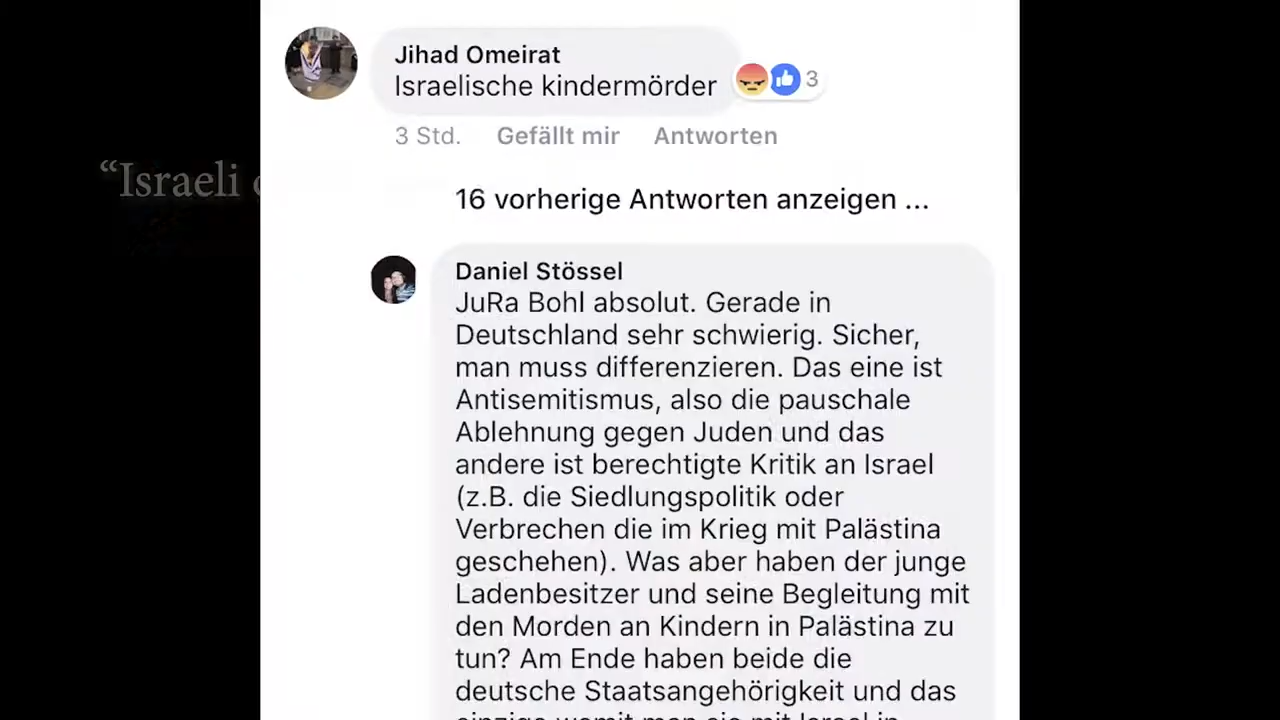 Jihad Omeirat
Israelische kindermörder
3
3 Std. Gefällt mir Antworten
“Israeli
16 vorherige Antworten anzeigen ...
Daniel Stössel
JuRa Bohl absolut. Gerade in
Deutschland sehr schwierig. Sicher,
man muss differenzieren. Das eine ist
Antisemitismus, also die pauschale
Ablehnung gegen Juden und das
andere ist berechtigte Kritik an Israel
(z.B. die Siedlungspolitik oder
Verbrechen die im Krieg mit Palästina
geschehen). Was aber haben der junge
Ladenbesitzer und seine Begleitung mit
den Morden an Kindern in Palästina zu
tun? Am Ende haben beide die
deutsche Staatsangehörigkeit und das